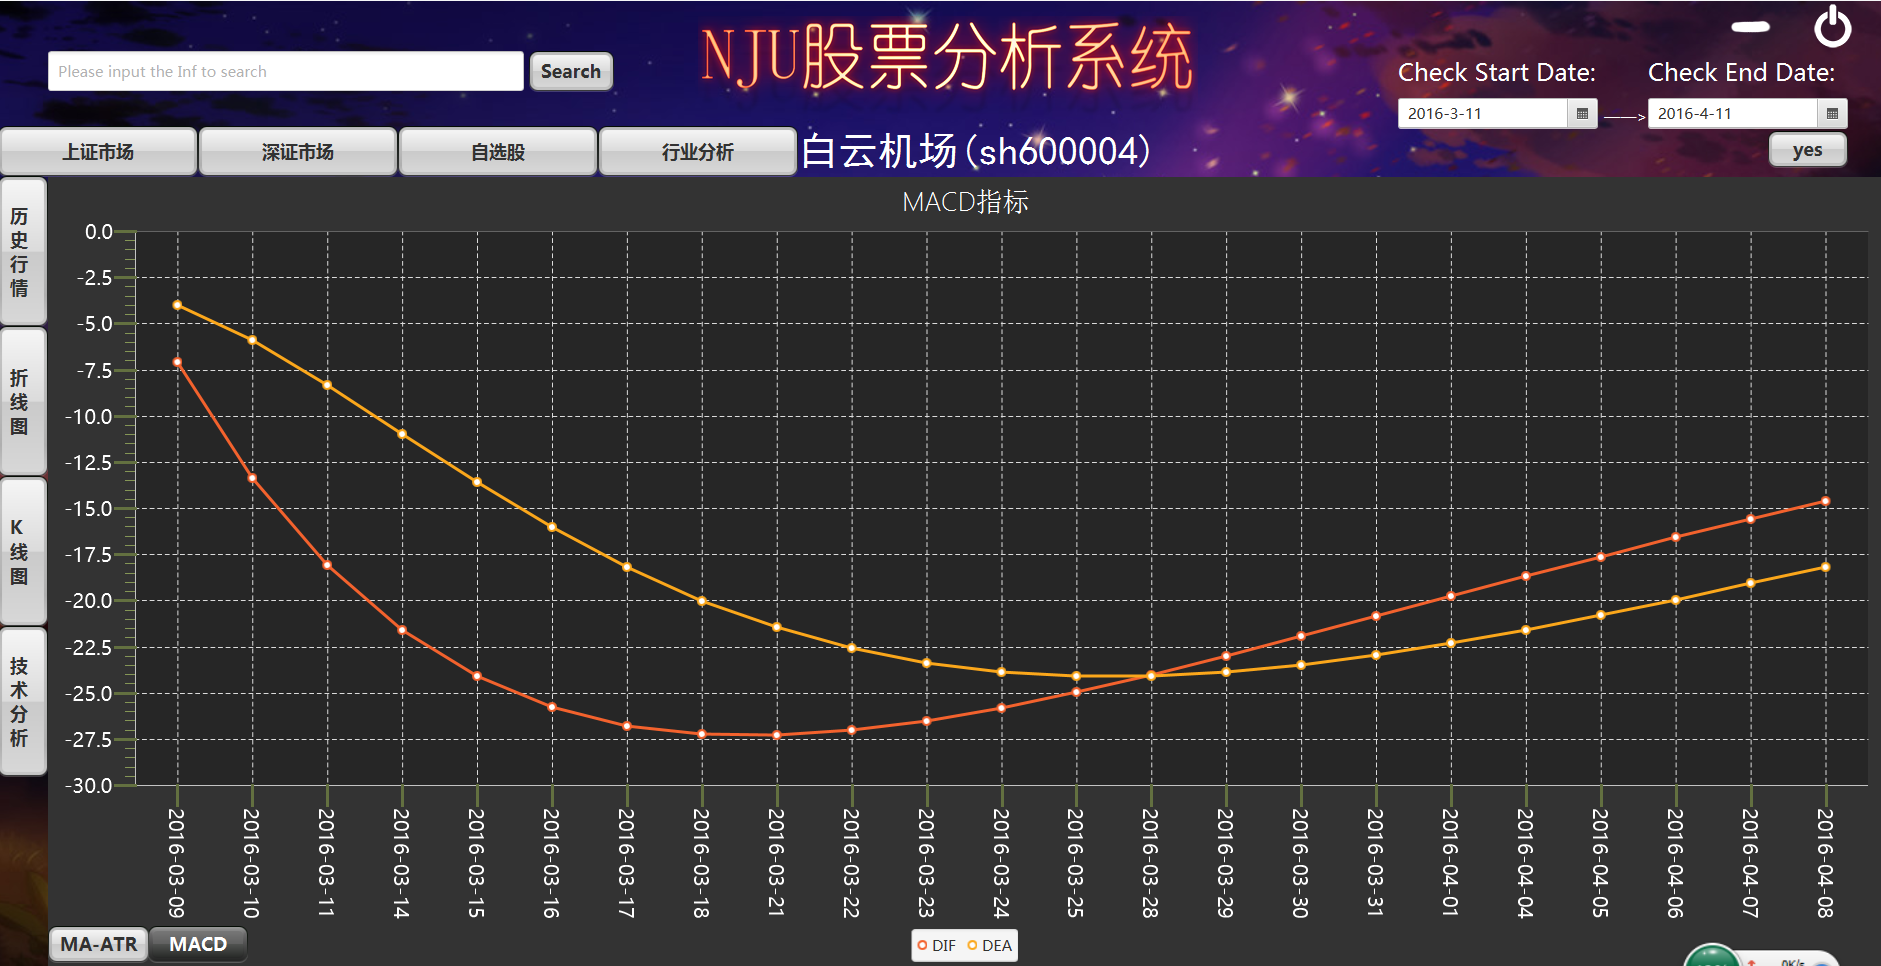 NJU股票分析系统
Please input the Inf to search
Search
Check Start Date:
Check End Date:
2016-3-11
——>
2016-4-11
yes
上证市场
深证市场
自选股
行业分析
白云机场(sh600004)
历史行情
折线图
K线图
技术分析
MACD指标
0.0
-2.5
-5.0
-7.5
-10.0
-12.5
-15.0
-17.5
-20.0
-22.5
-25.0
-27.5
-30.0
2016-03-09
2016-03-10
2016-03-11
2016-03-14
2016-03-15
2016-03-16
2016-03-17
2016-03-18
2016-03-21
2016-03-22
2016-03-23
2016-03-24
2016-03-25
2016-03-28
2016-03-29
2016-03-30
2016-03-31
2016-04-01
2016-04-04
2016-04-05
2016-04-06
2016-04-07
2016-04-08
MA-ATR
MACD
DIF
DEA